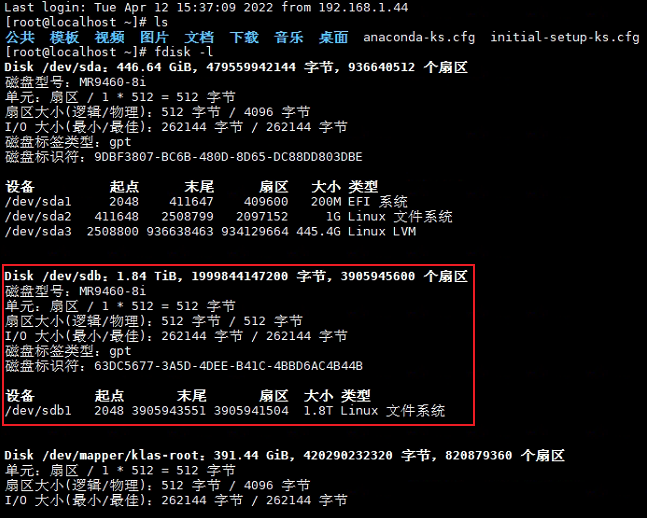 Last login: Tue Apr 12 15:37:09 2022 from 192.168.1.44
[root@localhost ~]# ls
公共 模板 视频 图片 文档 下载 音乐 桌面 anaconda-ks.cfg initial-setup-ks.cfg
[root@localhost ~]# fdisk -l
Disk /dev/sda：446.64 GiB，479559942144 字节，936640512 个扇区
磁盘型号：MR9460-8i
单元：扇区 / 1 * 512 = 512 字节
扇区大小(逻辑/物理)：512 字节 / 4096 字节
I/O 大小(最小/最佳)：262144 字节 / 262144 字节
磁盘标签类型：gpt
磁盘标识符：9DBF3807-BC6B-480D-8D65-DC88DD803DBE
设备 起点 末尾 扇区 大小 类型
/dev/sda1 2048 411647 409600 200M EFI 系统
/dev/sda2 411648 2508799 2097152 1G Linux 文件系统
/dev/sda3 2508800 936638463 934129664 445.4G Linux LVM
Disk /dev/sdb：1.84 TiB，1999844147200 字节，3905945600 个扇区
磁盘型号：MR9460-8i
单元：扇区 / 1 * 512 = 512 字节
扇区大小(逻辑/物理)：512 字节 / 512 字节
I/O 大小(最小/最佳)：262144 字节 / 262144 字节
磁盘标签类型：gpt
磁盘标识符：63DC5677-3A5D-4DEE-B41C-4BBD6AC4B44B
设备 起点 末尾 扇区 大小 类型
/dev/sdb1 2048 3905943551 3905941504 1.8T Linux 文件系统
Disk /dev/mapper/klas-root：391.44 GiB，420290232320 字节，820879360 个扇区
单元：扇区 / 1 * 512 = 512 字节
扇区大小(逻辑/物理)：512 字节 / 4096 字节
I/O 大小(最小/最佳)：262144 字节 / 262144 字节